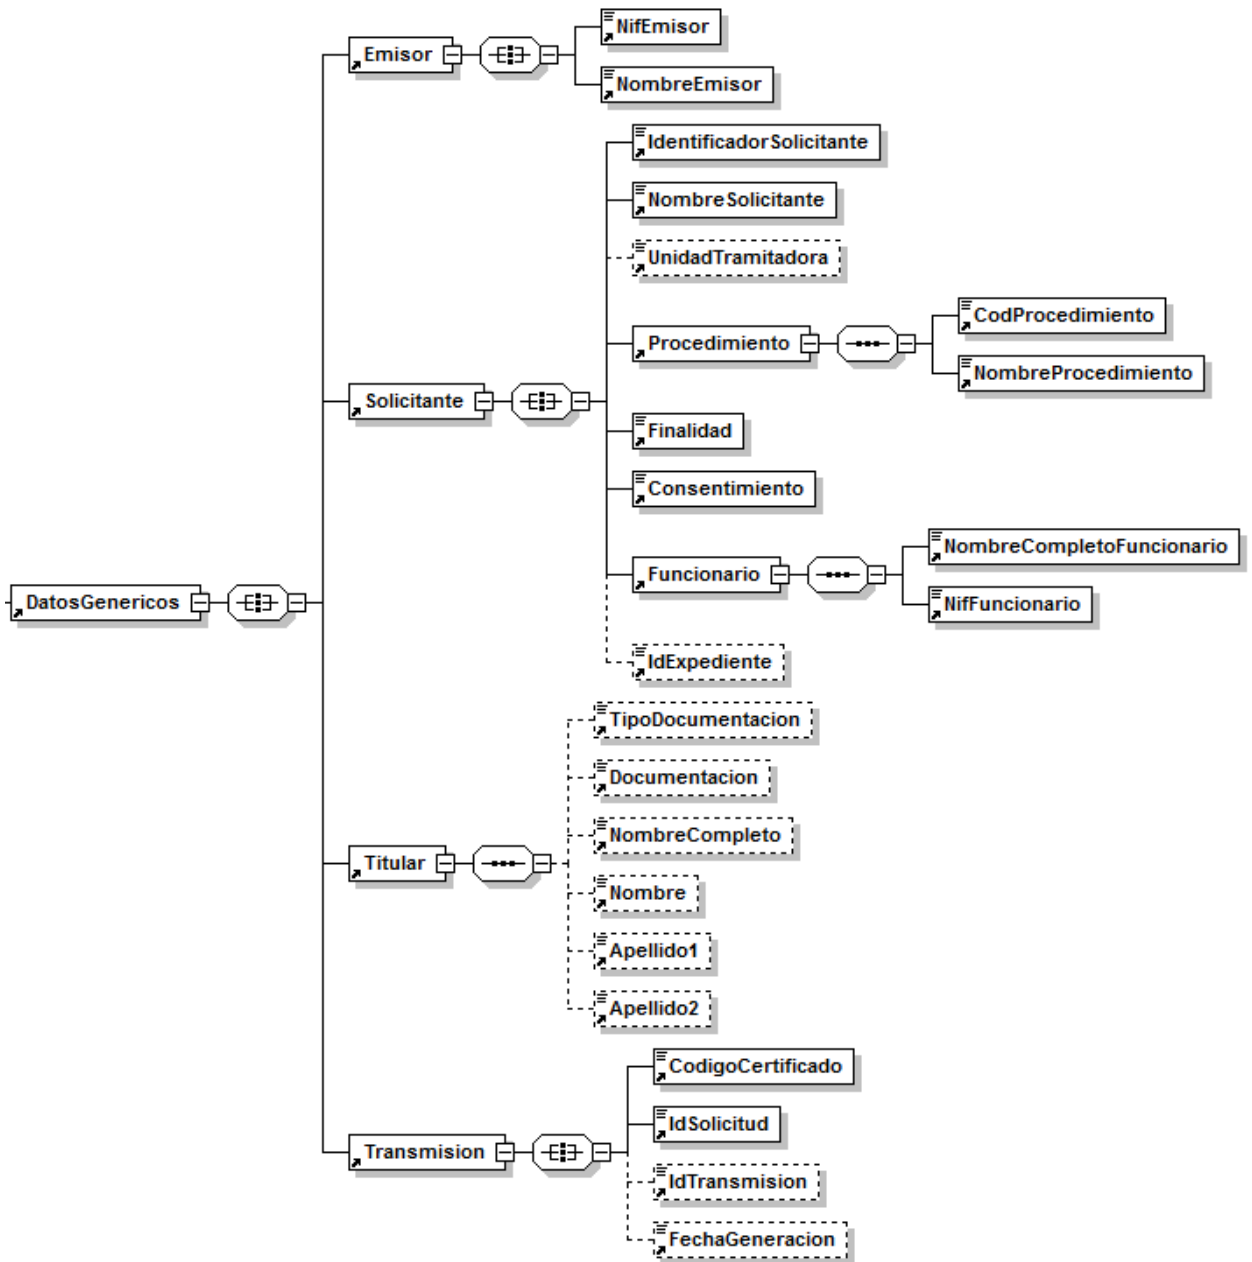 Emisor
NifEmisor
NombreEmisor
IdentificadorSolicitante
NombreSolicitante
UnidadTramitadora
Procedimiento
CodProcedimiento
NombreProcedimiento
Solicitante
Finalidad
Consentimiento
Funcionario
NombreCompletoFuncionario
NifFuncionario
DatosGenericos
IdExpediente
TipoDocumentacion
Documentacion
NombreCompleto
Titular
Nombre
Apellido1
Apellido2
CodigoCertificado
IdSolicitud
Transmision
IdTransmision
FechaGeneracion